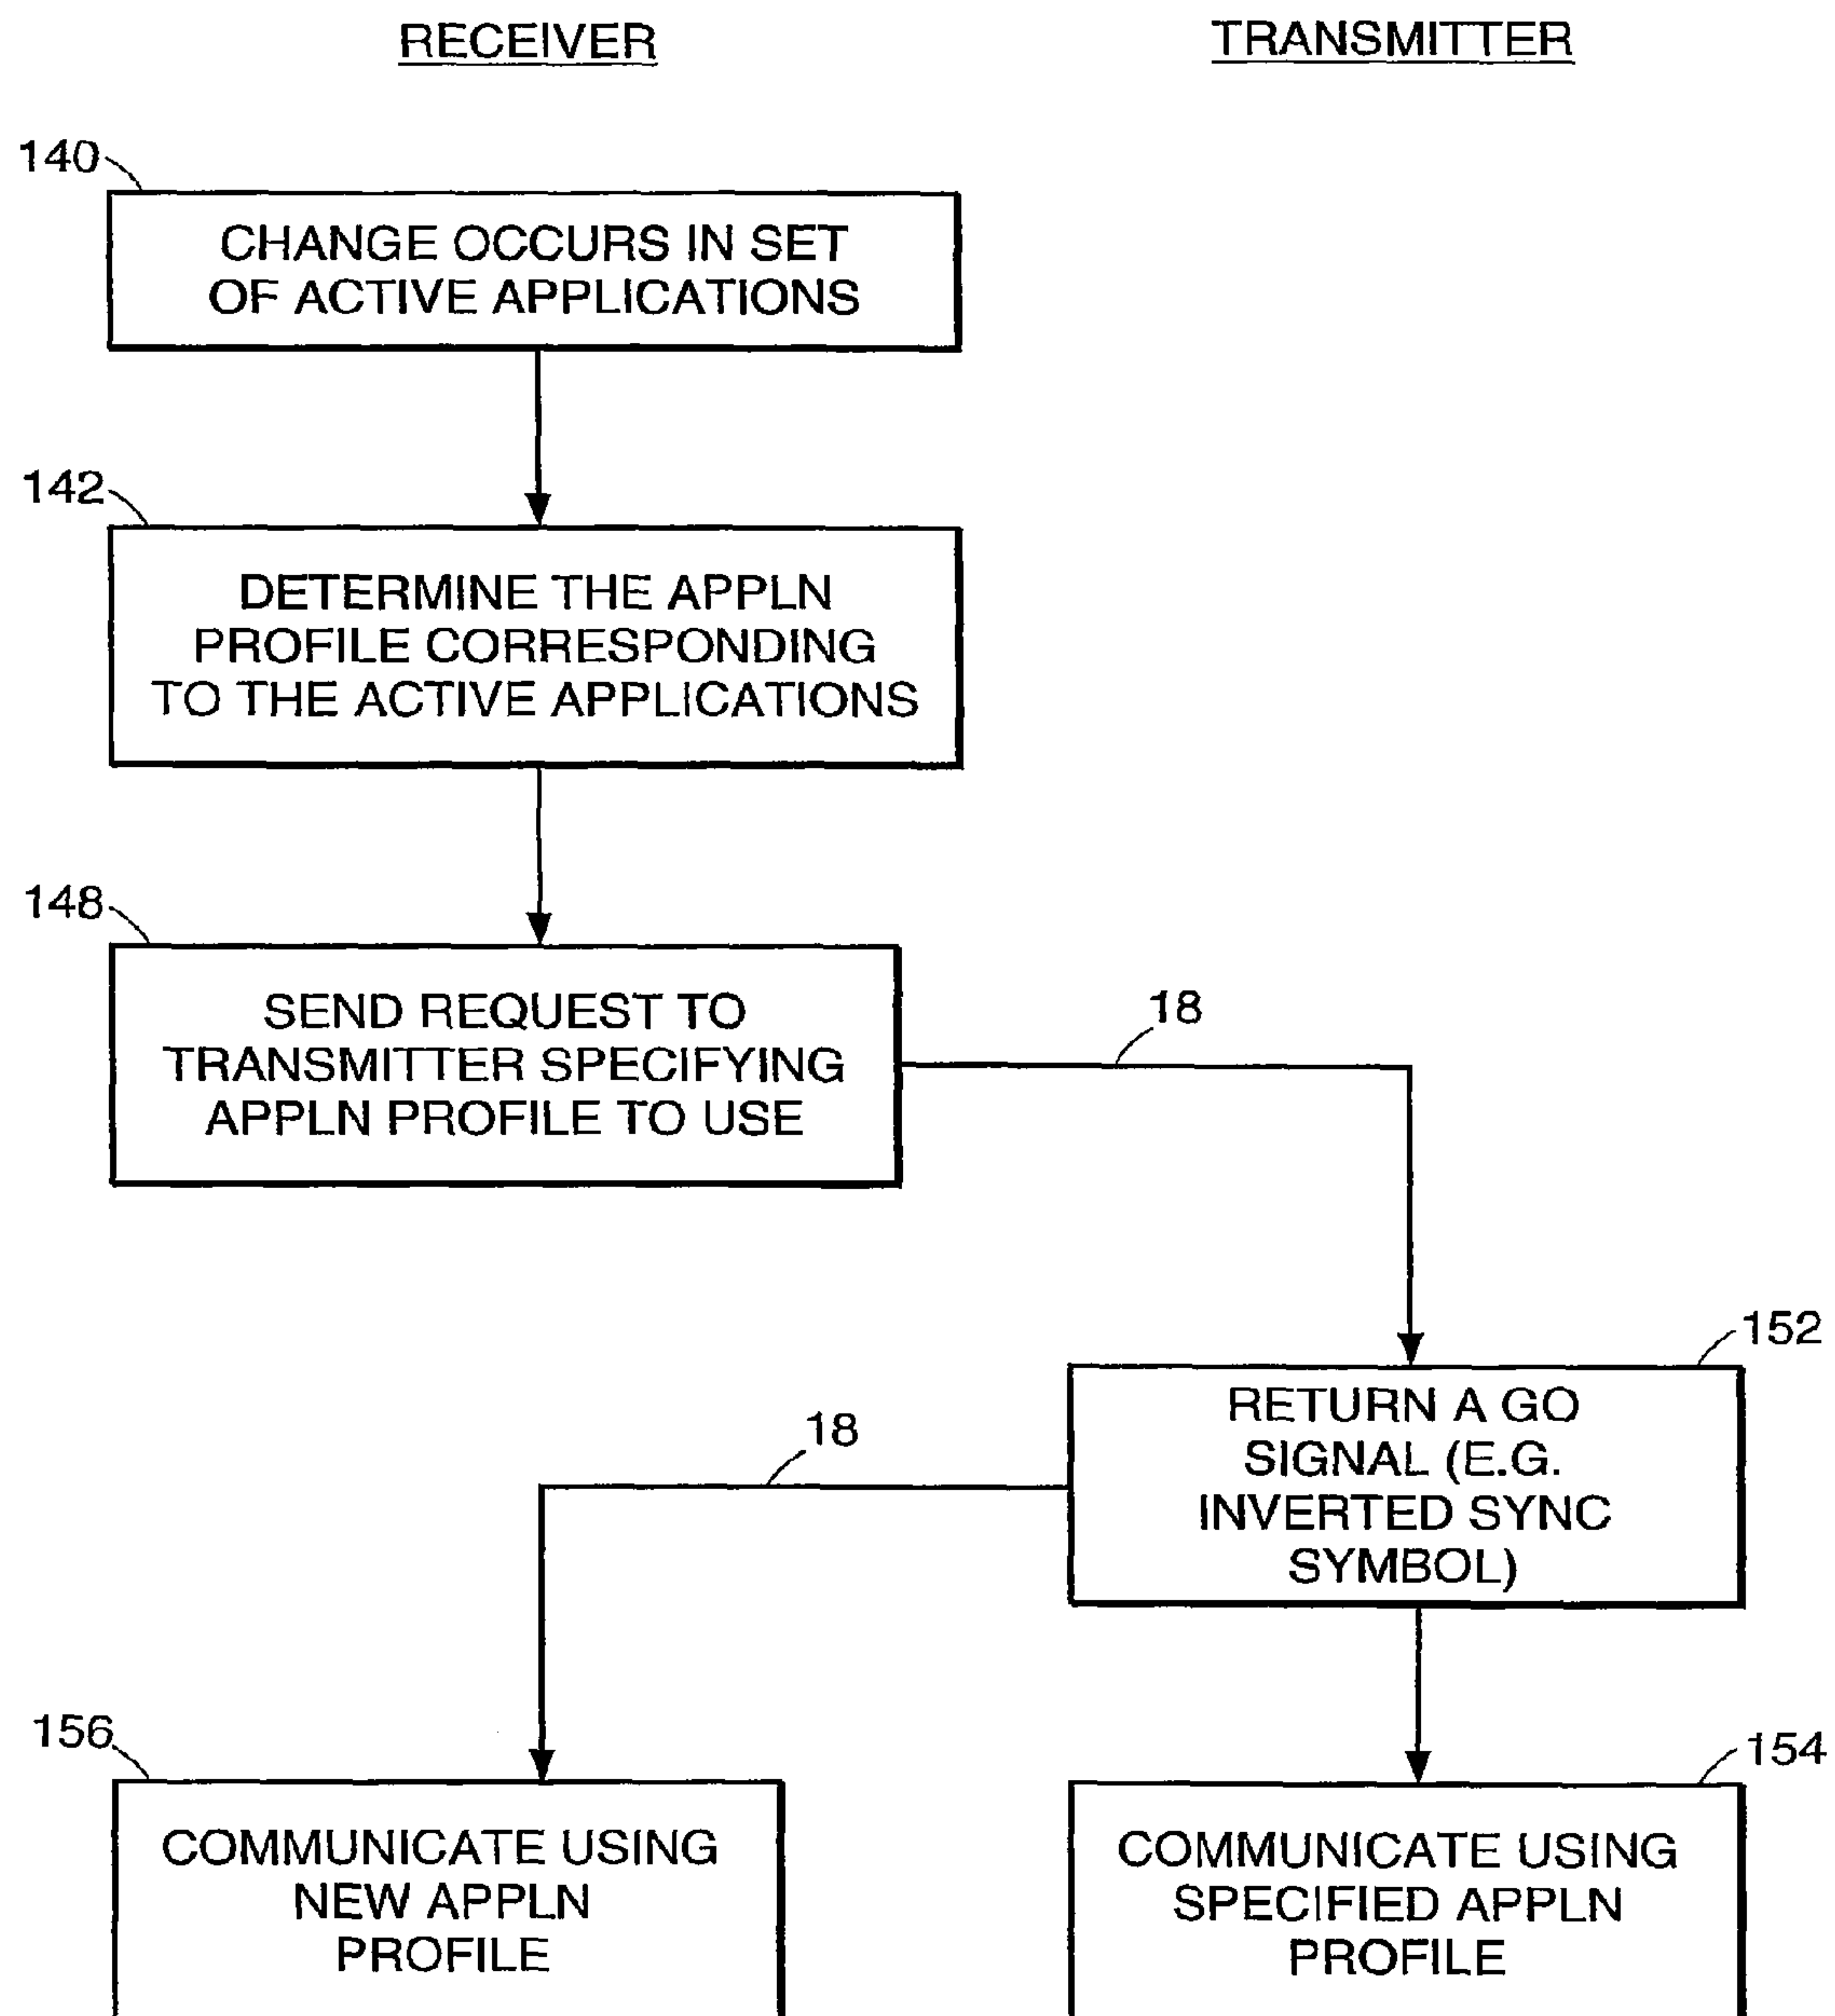 RECEIVER
TRANSMITTER
140
CHANGE OCCURS IN SET
OF ACTIVE APPLICATIONS
142
DETERMINE THE APPLN
PROFILE CORRESPONDING
TO THE ACTIVE APPLICATIONS
148
SEND REQUEST TO
TRANSMITTER SPECIFYING
APPLN PROFILE TO USE
18
152
RETURN A GO
SIGNAL (E.G.
INVERTED SYNC
SYMBOL)
18
156
COMMUNICATE USING
NEW APPLN
PROFILE
154
COMMUNICATE USING
SPECIFIED APPLN
PROFILE